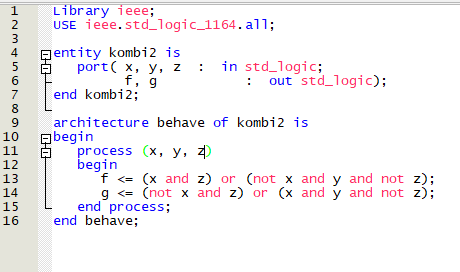 1 Library ieee;
2 USE ieee.std_logic_1164.all;
3
4 entity kombi2 is
5 port( x, y, z : in std_logic;
6 f, g : out std_logic);
7 end kombi2;
8
9 architecture behave of kombi2 is
10 begin
11 process (x, y, z)
12 begin
13 f <= (x and z) or (not x and y and not z);
14 g <= (not x and z) or (x and y and not z);
15 end process;
16 end behave;